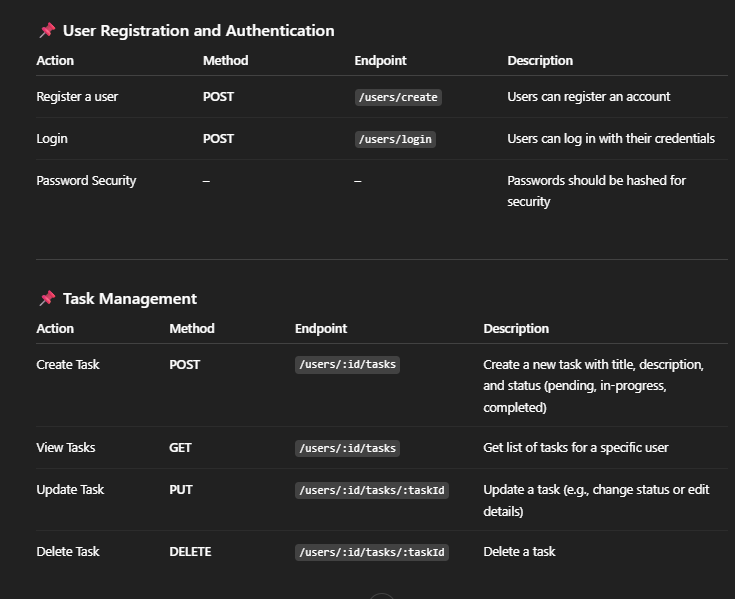 📌 User Registration and Authentication
Action Method Endpoint Description
Register a user POST /users/create Users can register an account
Login POST /users/login Users can log in with their credentials
Password Security – – Passwords should be hashed for
security
📌 Task Management
Action Method Endpoint Description
Create Task POST /users/:id/tasks Create a new task with title, description,
and status (pending, in-progress,
completed)
View Tasks GET /users/:id/tasks Get list of tasks for a specific user
Update Task PUT /users/:id/tasks/:taskId Update a task (e.g., change status or edit
details)
Delete Task DELETE /users/:id/tasks/:taskId Delete a task